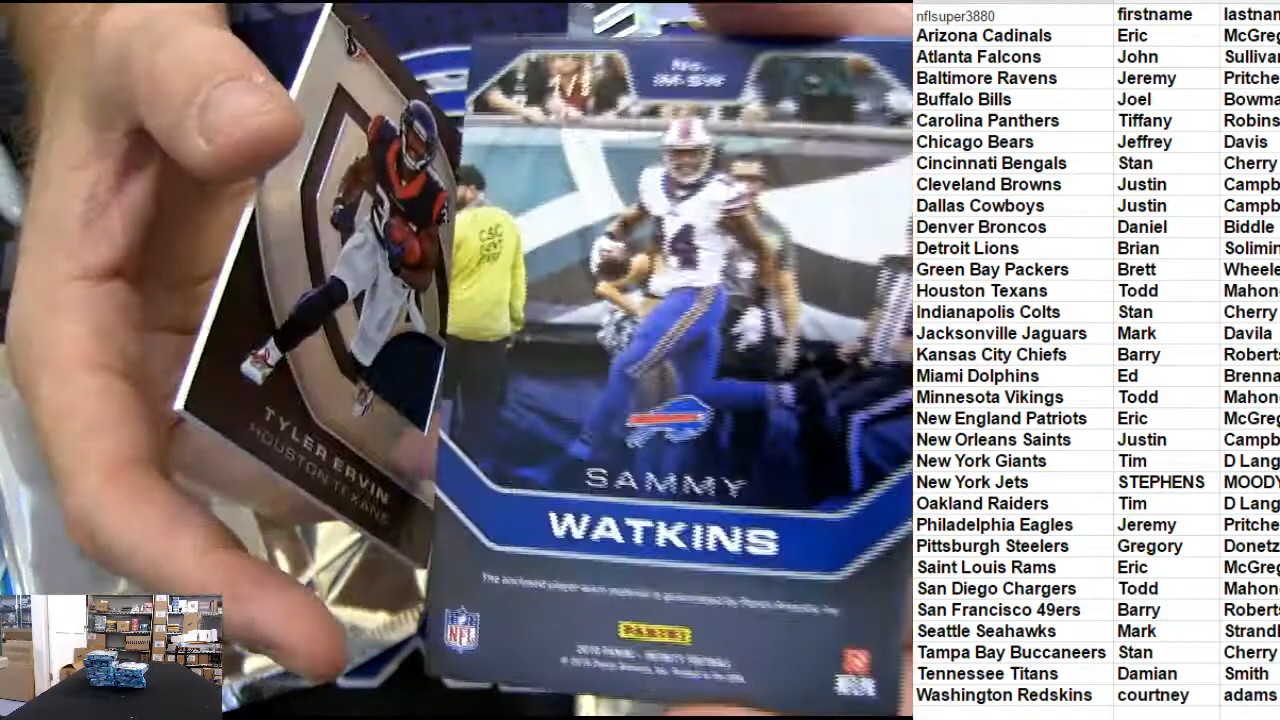 No.
IM-SW
CSC
4
SAMMY
WATKINS
NFL
PANINI
TYLER ERVIN
HOUSTON TEXANS
nflsuper3880 firstname lastnam
Arizona Cadinals Eric McGreg
Atlanta Falcons John Sullivar
Baltimore Ravens Jeremy Pritche
Buffalo Bills Joel Bowma
Carolina Panthers Tiffany Robins
Chicago Bears Jeffrey Davis
Cincinnati Bengals Stan Cherry
Cleveland Browns Justin Campb
Dallas Cowboys Justin Campb
Denver Broncos Daniel Biddle
Detroit Lions Brian Solimin
Green Bay Packers Brett Wheele
Houston Texans Todd Mahon
Indianapolis Colts Stan Cherry
Jacksonville Jaguars Mark Davila
Kansas City Chiefs Barry Roberts
Miami Dolphins Ed Brenna
Minnesota Vikings Todd Mahon
New England Patriots Eric McGreg
New Orleans Saints Justin Campb
New York Giants Tim D Lang
New York Jets STEPHENS MOODY
Oakland Raiders Tim D Lang
Philadelphia Eagles Jeremy Pritche
Pittsburgh Steelers Gregory Donetz
Saint Louis Rams Eric McGreg
San Diego Chargers Todd Mahon
San Francisco 49ers Barry Roberts
Seattle Seahawks Mark Strandl
Tampa Bay Buccaneers Stan Cherry
Tennessee Titans Damian Smith
Washington Redskins courtney adams